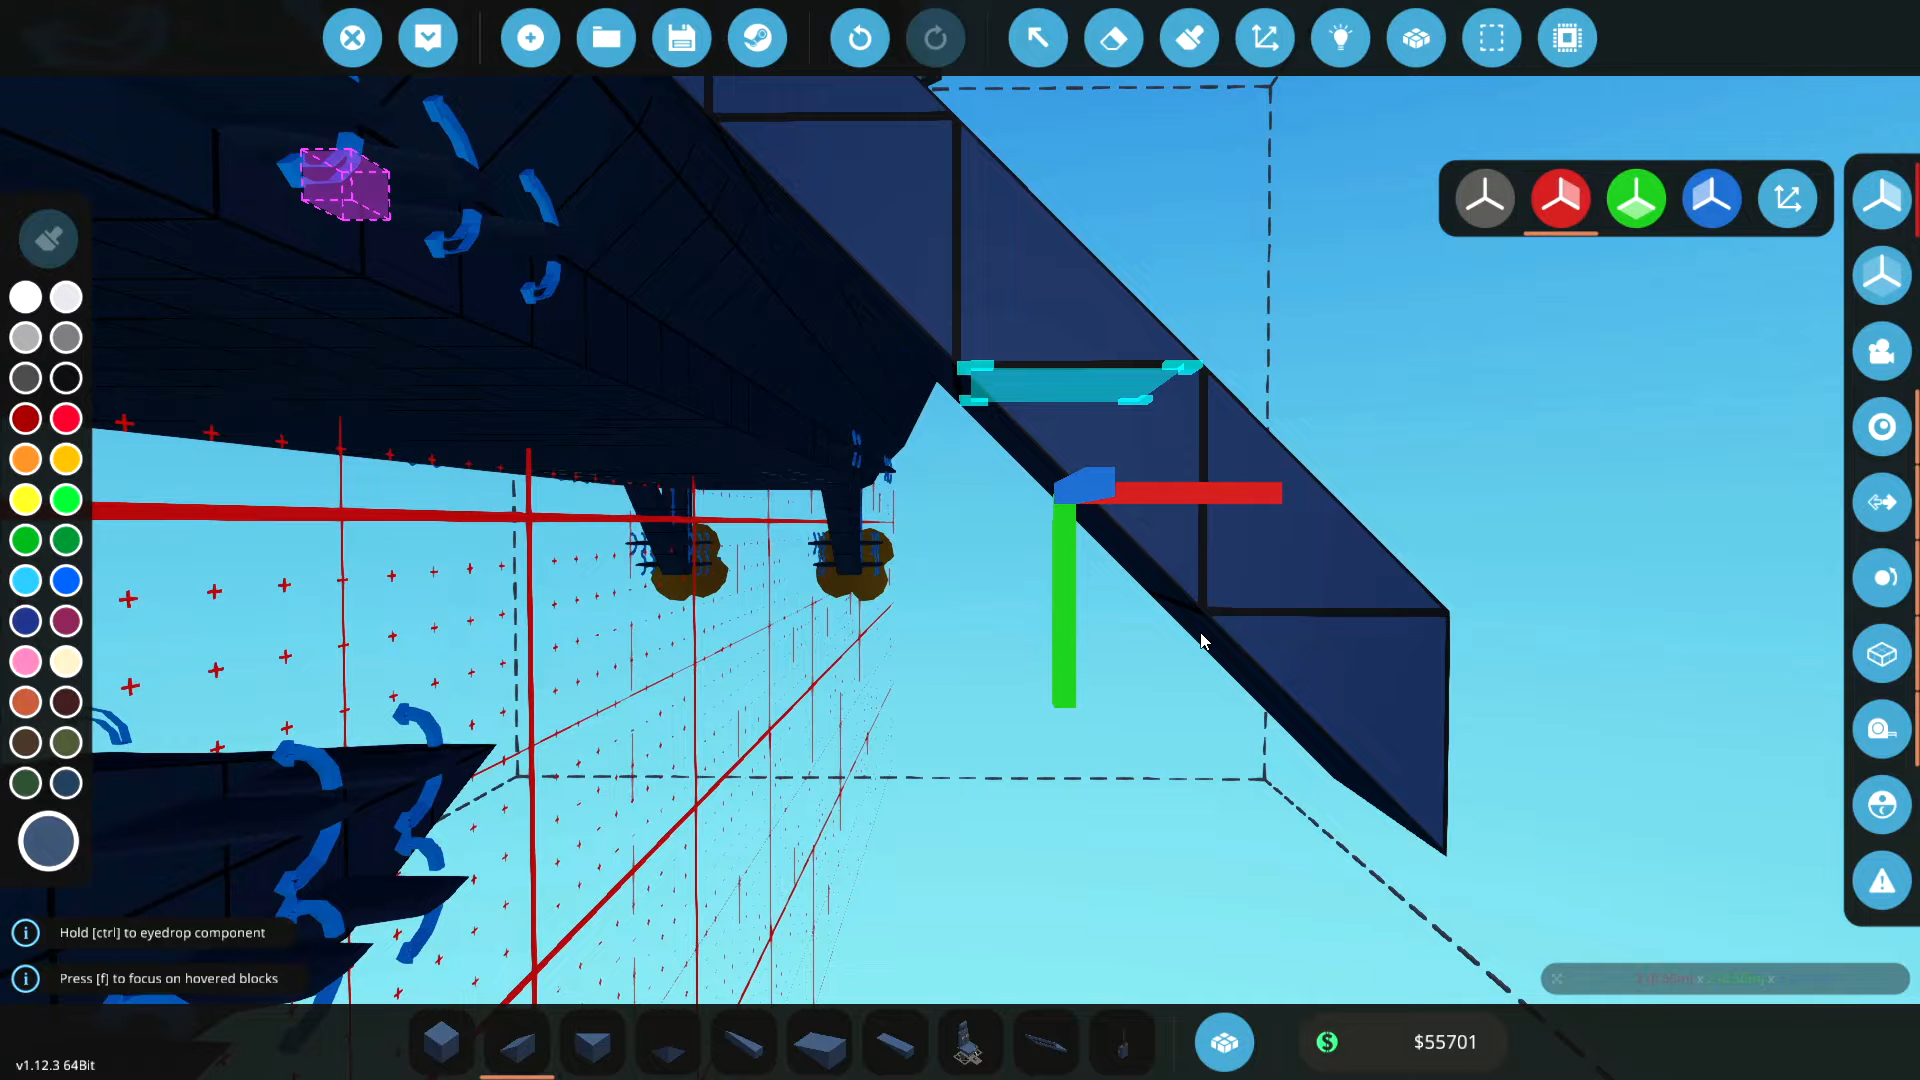 Hold [ctrl] to eyedrop component
Press [f] to focus on hovered blocks
$55701
v1.12.3 64Bit